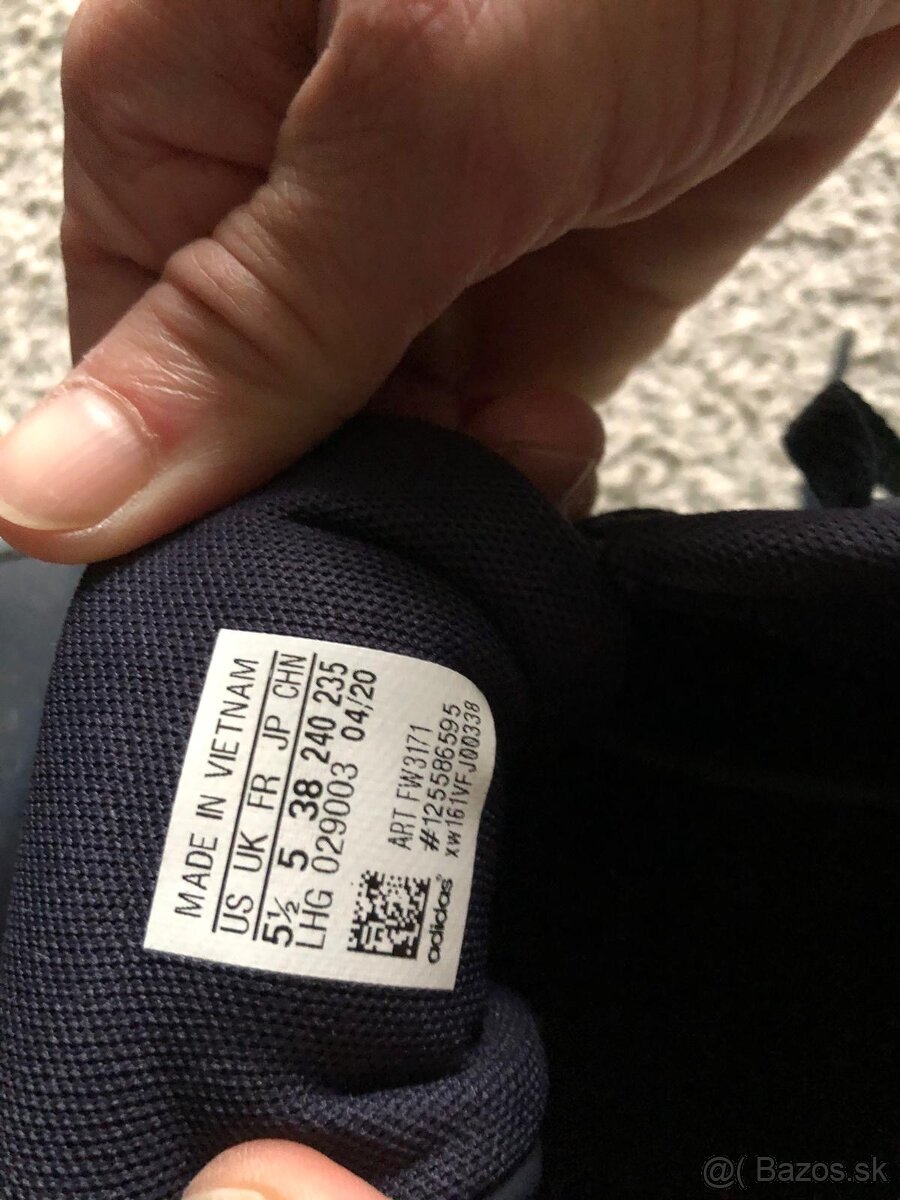 MADE IN VIETNAM
US UK FR JP CHN
5½ 5 38 240 235
LHG 029003 04/20
ART FW3171
#125586595
xw161VFJ00338
adidas®
@( Bazos.sk